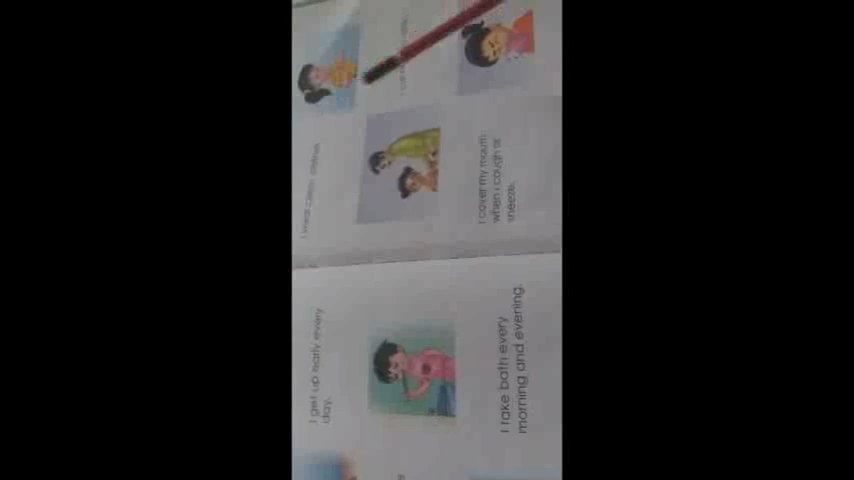 I get up early every
day.
I take bath every
morning and evening.
I wear clean clothes.
I cover my mouth
when I cough or
sneeze.